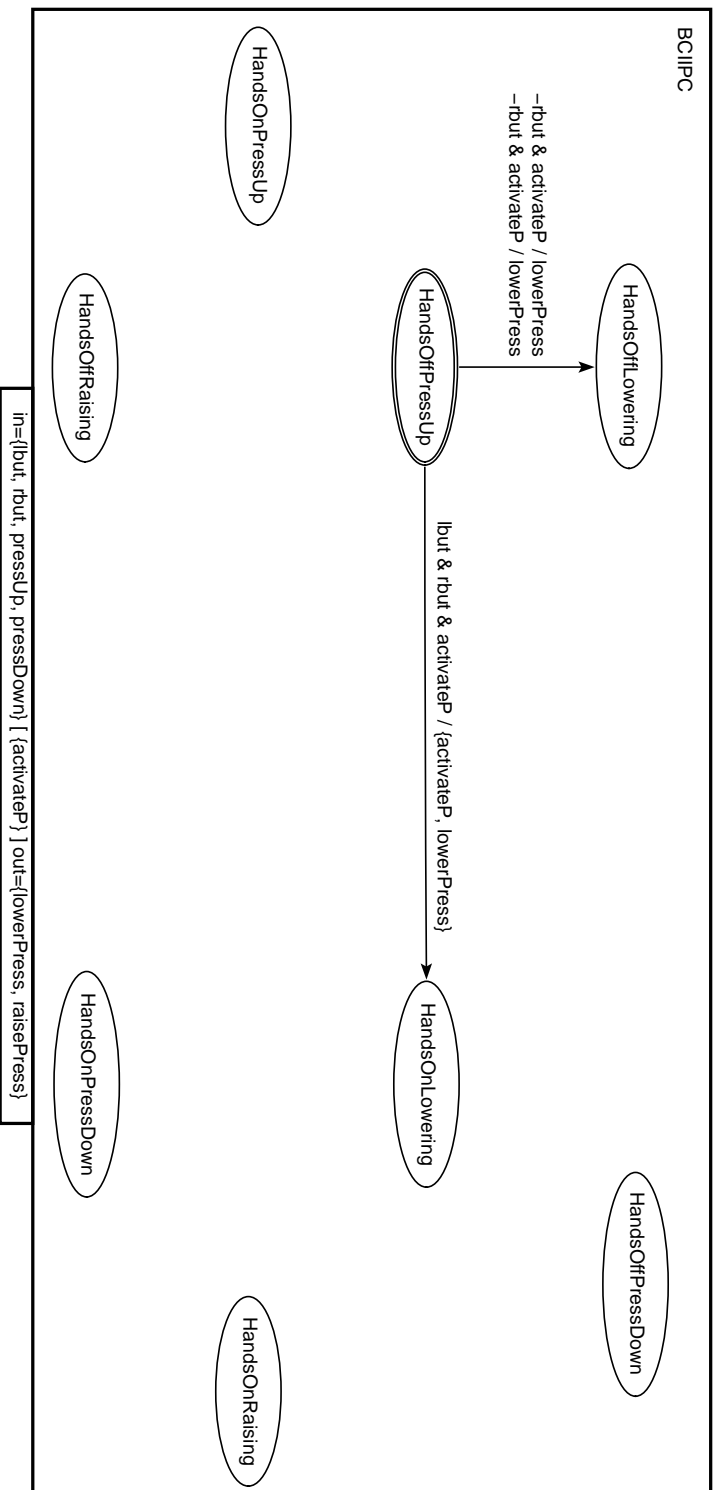 BCIIPC
HandsOffLowering
HandsOffPressDown
–rbut & activateP / lowerPress
–rbut & activateP / lowerPress
HandsOffPressUp
lbut & rbut & activateP / {activateP, lowerPress}
HandsOnLowering
HandsOnPressUp
HandsOnRaising
HandsOffRaising
HandsOnPressDown
in={lbut, rbut, pressUp, pressDown} [ {activateP} ] out={lowerPress, raisePress}